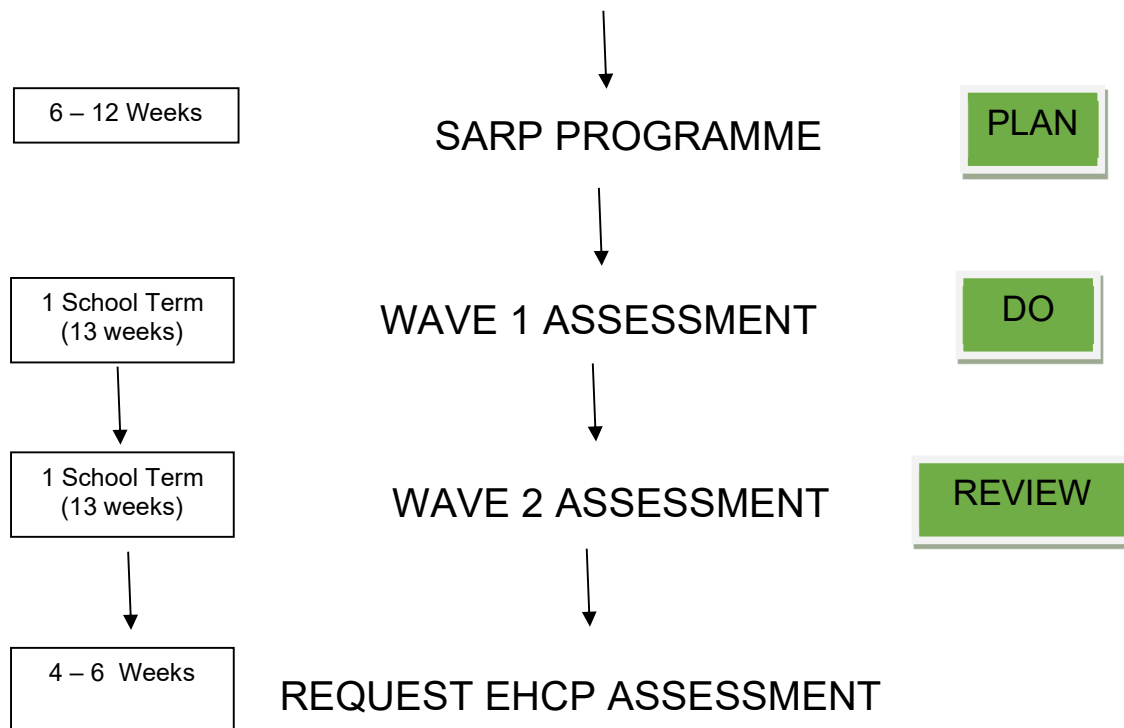 6 – 12 Weeks
SARP PROGRAMME
PLAN
1 School Term
(13 weeks)
WAVE 1 ASSESSMENT
DO
1 School Term
(13 weeks)
WAVE 2 ASSESSMENT
REVIEW
4 – 6 Weeks
REQUEST EHCP ASSESSMENT